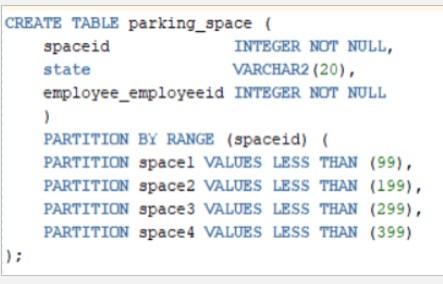 CREATE TABLE parking_space (
spaceid INTEGER NOT NULL,
state VARCHAR2(20),
employee_employeeid INTEGER NOT NULL
)
PARTITION BY RANGE (spaceid) (
PARTITION space1 VALUES LESS THAN (99),
PARTITION space2 VALUES LESS THAN (199),
PARTITION space3 VALUES LESS THAN (299),
PARTITION space4 VALUES LESS THAN (399)
);